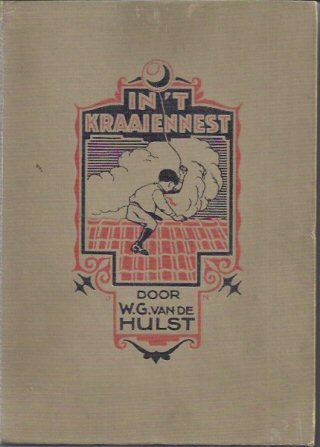 IN 'T
KRAAIENNEST
DOOR
W.G. VAN DE
HULST